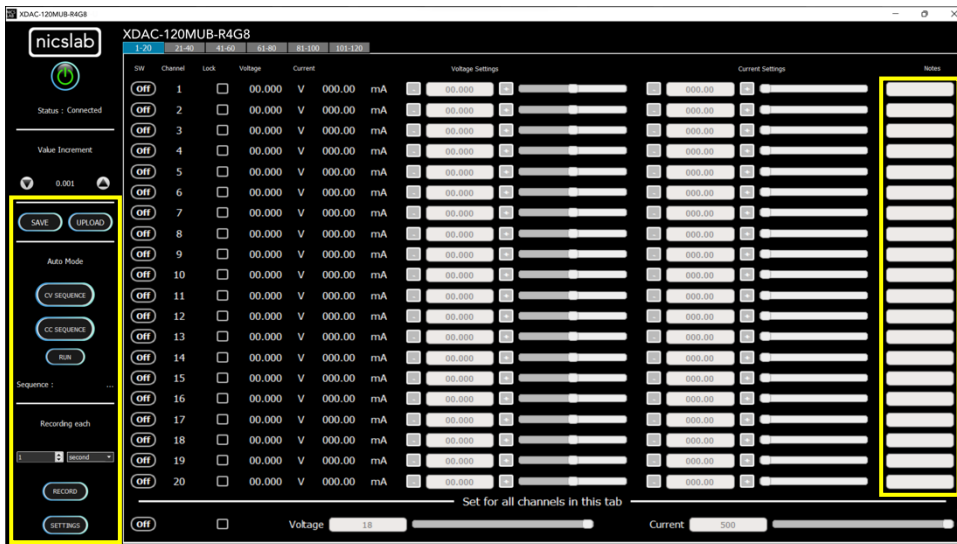 XDAC-120MUB-R4G8
nicslab
Status : Connected
Value Increment
0.001
SAVE UPLOAD
Auto Mode
CV SEQUENCE
CC SEQUENCE
RUN
Sequence : ...
Recording each
1 second
RECORD
SETTINGS
XDAC-120MUB-R4G8
1-20 21-40 41-60 61-80 81-100 101-120
SW Channel Lock Voltage Current Voltage Settings Current Settings Notes
Off 1 00.000 V 000.00 mA - 00.000 + - 000.00 +
Off 2 00.000 V 000.00 mA - 00.000 + - 000.00 +
Off 3 00.000 V 000.00 mA - 00.000 + - 000.00 +
Off 4 00.000 V 000.00 mA - 00.000 + - 000.00 +
Off 5 00.000 V 000.00 mA - 00.000 + - 000.00 +
Off 6 00.000 V 000.00 mA - 00.000 + - 000.00 +
Off 7 00.000 V 000.00 mA - 00.000 + - 000.00 +
Off 8 00.000 V 000.00 mA - 00.000 + - 000.00 +
Off 9 00.000 V 000.00 mA - 00.000 + - 000.00 +
Off 10 00.000 V 000.00 mA - 00.000 + - 000.00 +
Off 11 00.000 V 000.00 mA - 00.000 + - 000.00 +
Off 12 00.000 V 000.00 mA - 00.000 + - 000.00 +
Off 13 00.000 V 000.00 mA - 00.000 + - 000.00 +
Off 14 00.000 V 000.00 mA - 00.000 + - 000.00 +
Off 15 00.000 V 000.00 mA - 00.000 + - 000.00 +
Off 16 00.000 V 000.00 mA - 00.000 + - 000.00 +
Off 17 00.000 V 000.00 mA - 00.000 + - 000.00 +
Off 18 00.000 V 000.00 mA - 00.000 + - 000.00 +
Off 19 00.000 V 000.00 mA - 00.000 + - 000.00 +
Off 20 00.000 V 000.00 mA - 00.000 + - 000.00 +
Set for all channels in this tab
Off Voltage 18 Current 500